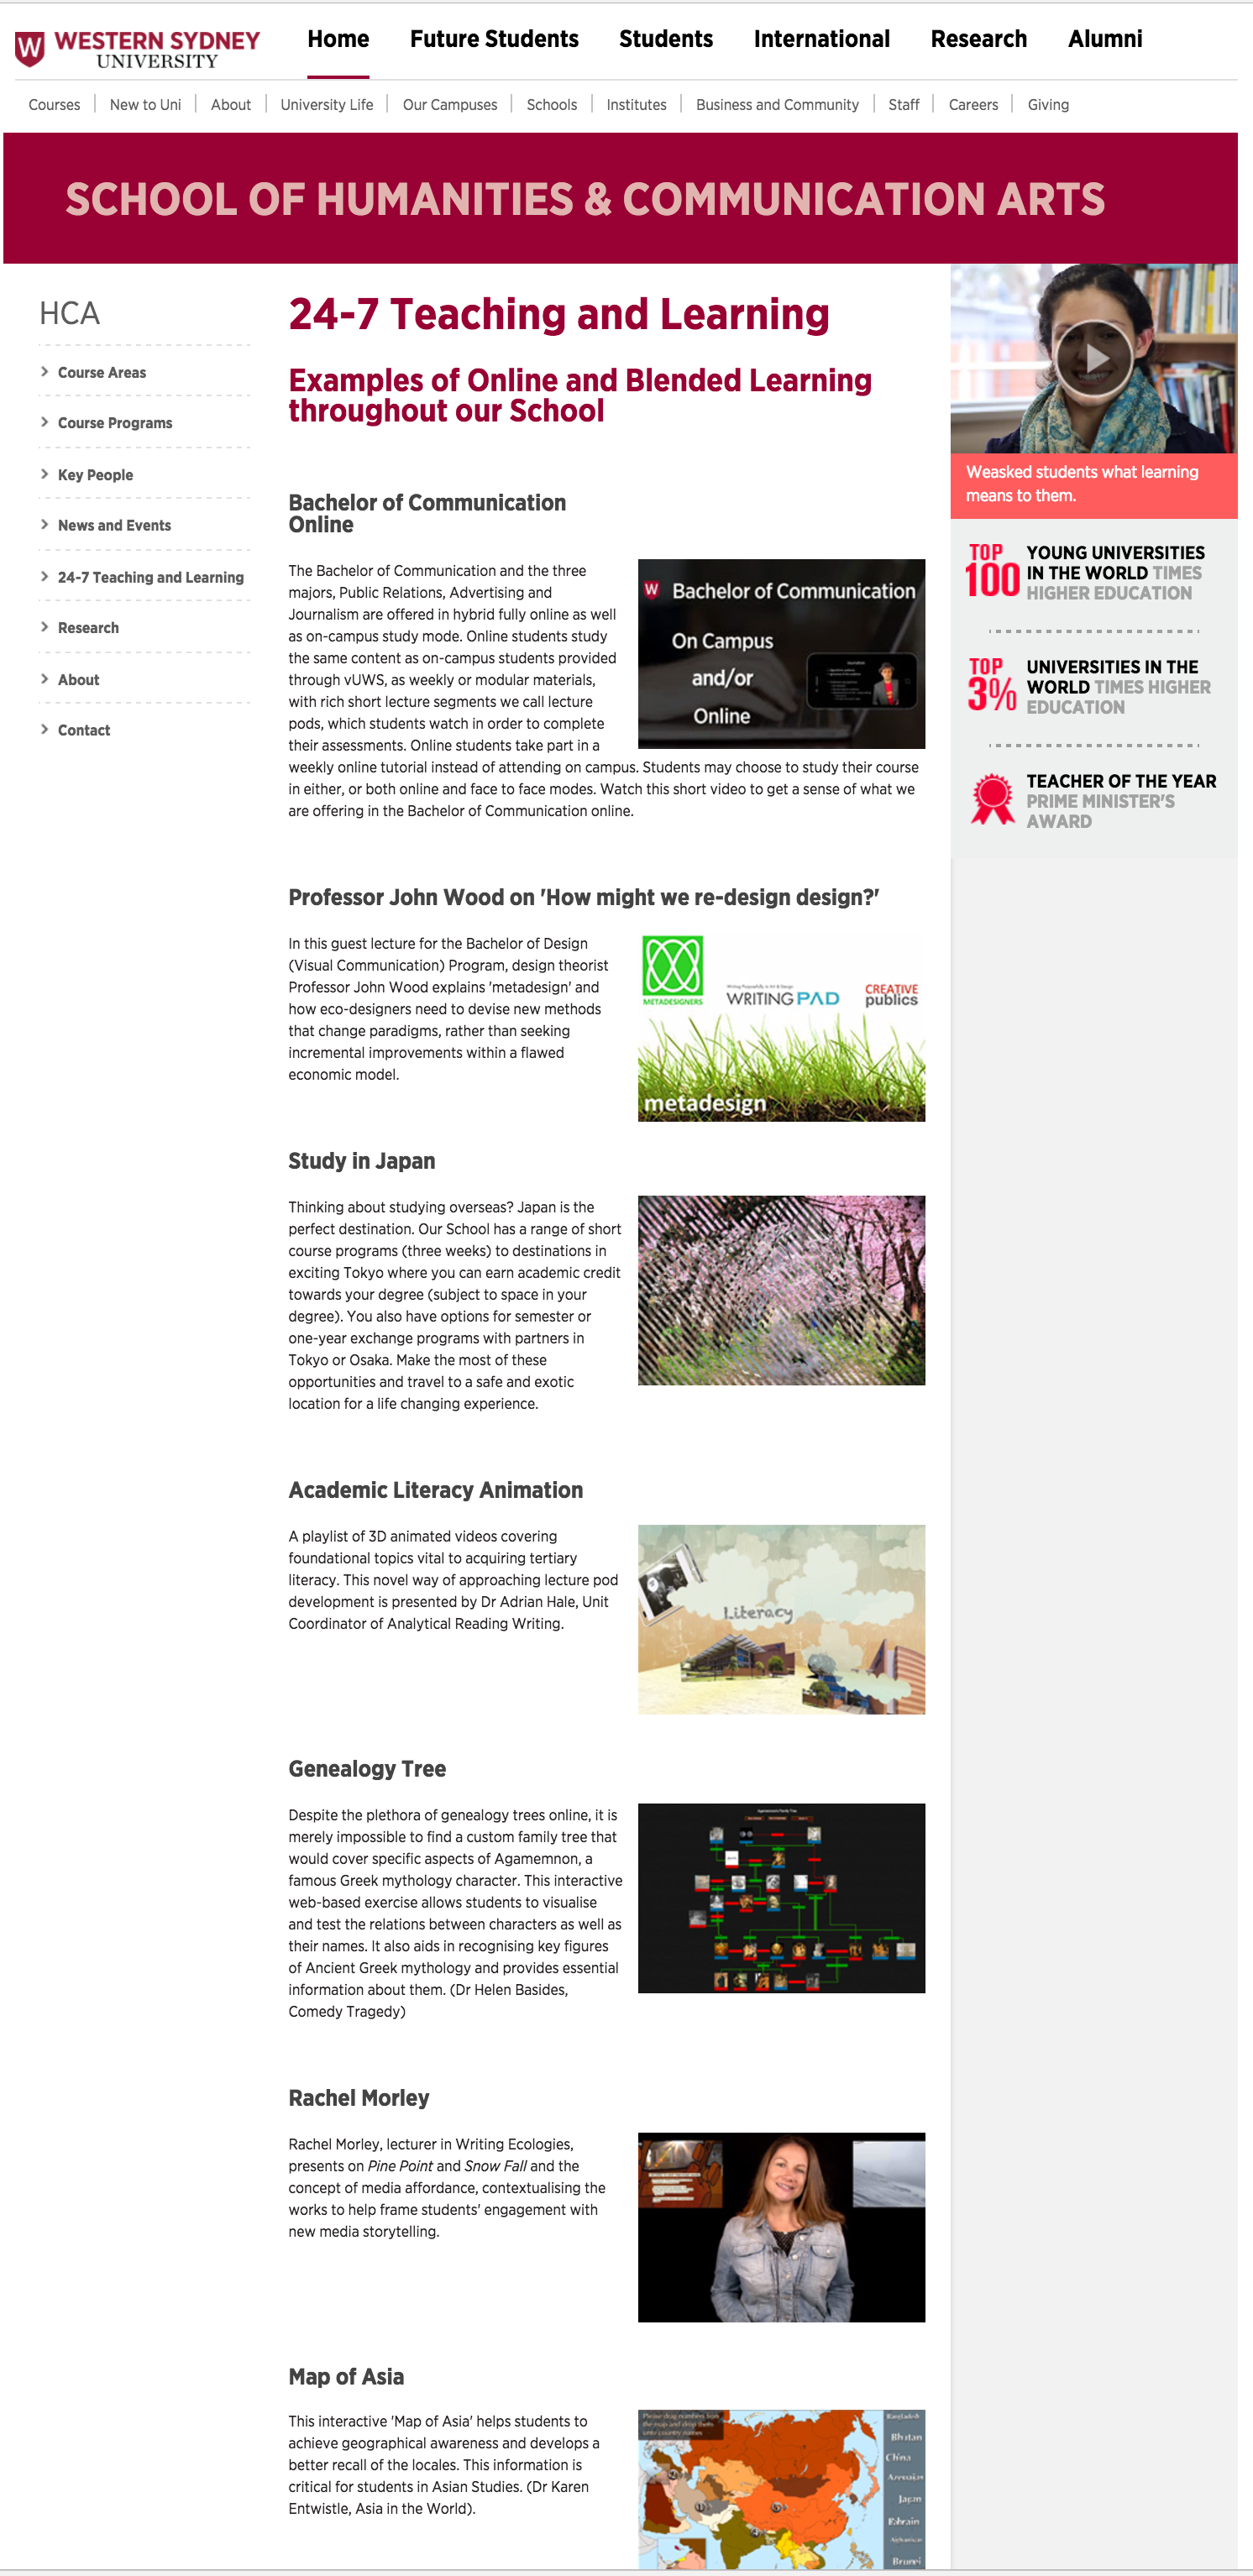 WESTERN SYDNEY
UNIVERSITY
Home Future Students Students International Research Alumni
Courses New to Uni About University Life Our Campuses Schools Institutes Business and Community Staff Careers Giving
SCHOOL OF HUMANITIES & COMMUNICATION ARTS
HCA
Course Areas
Course Programs
Key People
News and Events
24-7 Teaching and Learning
Research
About
Contact
24-7 Teaching and Learning
Examples of Online and Blended Learning
throughout our School
Bachelor of Communication
Online
The Bachelor of Communication and the three
majors, Public Relations, Advertising and
Journalism are offered in hybrid fully online as well
as on-campus study mode. Online students study
the same content as on-campus students provided
through vUWS, as weekly or modular materials,
with rich short lecture segments we call lecture
pods, which students watch in order to complete
their assessments. Online students take part in a
weekly online tutorial instead of attending on campus. Students may choose to study their course
in either, or both online and face to face modes. Watch this short video to get a sense of what we
are offering in the Bachelor of Communication online.
W Bachelor of Communication
On Campus
and/or
Online
Professor John Wood on 'How might we re-design design?'
In this guest lecture for the Bachelor of Design
(Visual Communication) Program, design theorist
Professor John Wood explains 'metadesign' and
how eco-designers need to devise new methods
that change paradigms, rather than seeking
incremental improvements within a flawed
economic model.
METADESIGNERS
WRITING PAD
CREATIVE
publics
metadesign
Study in Japan
Thinking about studying overseas? Japan is the
perfect destination. Our School has a range of short
course programs (three weeks) to destinations in
exciting Tokyo where you can earn academic credit
towards your degree (subject to space in your
degree). You also have options for semester or
one-year exchange programs with partners in
Tokyo or Osaka. Make the most of these
opportunities and travel to a safe and exotic
location for a life changing experience.
Academic Literacy Animation
A playlist of 3D animated videos covering
foundational topics vital to acquiring tertiary
literacy. This novel way of approaching lecture pod
development is presented by Dr Adrian Hale, Unit
Coordinator of Analytical Reading Writing.
Literacy
Genealogy Tree
Despite the plethora of genealogy trees online, it is
merely impossible to find a custom family tree that
would cover specific aspects of Agamemnon, a
famous Greek mythology character. This interactive
web-based exercise allows students to visualise
and test the relations between characters as well as
their names. It also aids in recognising key figures
of Ancient Greek mythology and provides essential
information about them. (Dr Helen Basides,
Comedy Tragedy)
Rachel Morley
Rachel Morley, lecturer in Writing Ecologies,
presents on Pine Point and Snow Fall and the
concept of media affordance, contextualising the
works to help frame students' engagement with
new media storytelling.
Map of Asia
This interactive 'Map of Asia' helps students to
achieve geographical awareness and develops a
better recall of the locales. This information is
critical for students in Asian Studies. (Dr Karen
Entwistle, Asia in the World).
Please drag numbers from
the map and drop them
onto country names
Bangladesh
Bhutan
China
Azerbaijan
Japan
Bahrain
Afghanistan
Brunei
Weasked students what learning
means to them.
TOP
100
YOUNG UNIVERSITIES
IN THE WORLD TIMES
HIGHER EDUCATION
TOP
3%
UNIVERSITIES IN THE
WORLD TIMES HIGHER
EDUCATION
TEACHER OF THE YEAR
PRIME MINISTER'S
AWARD